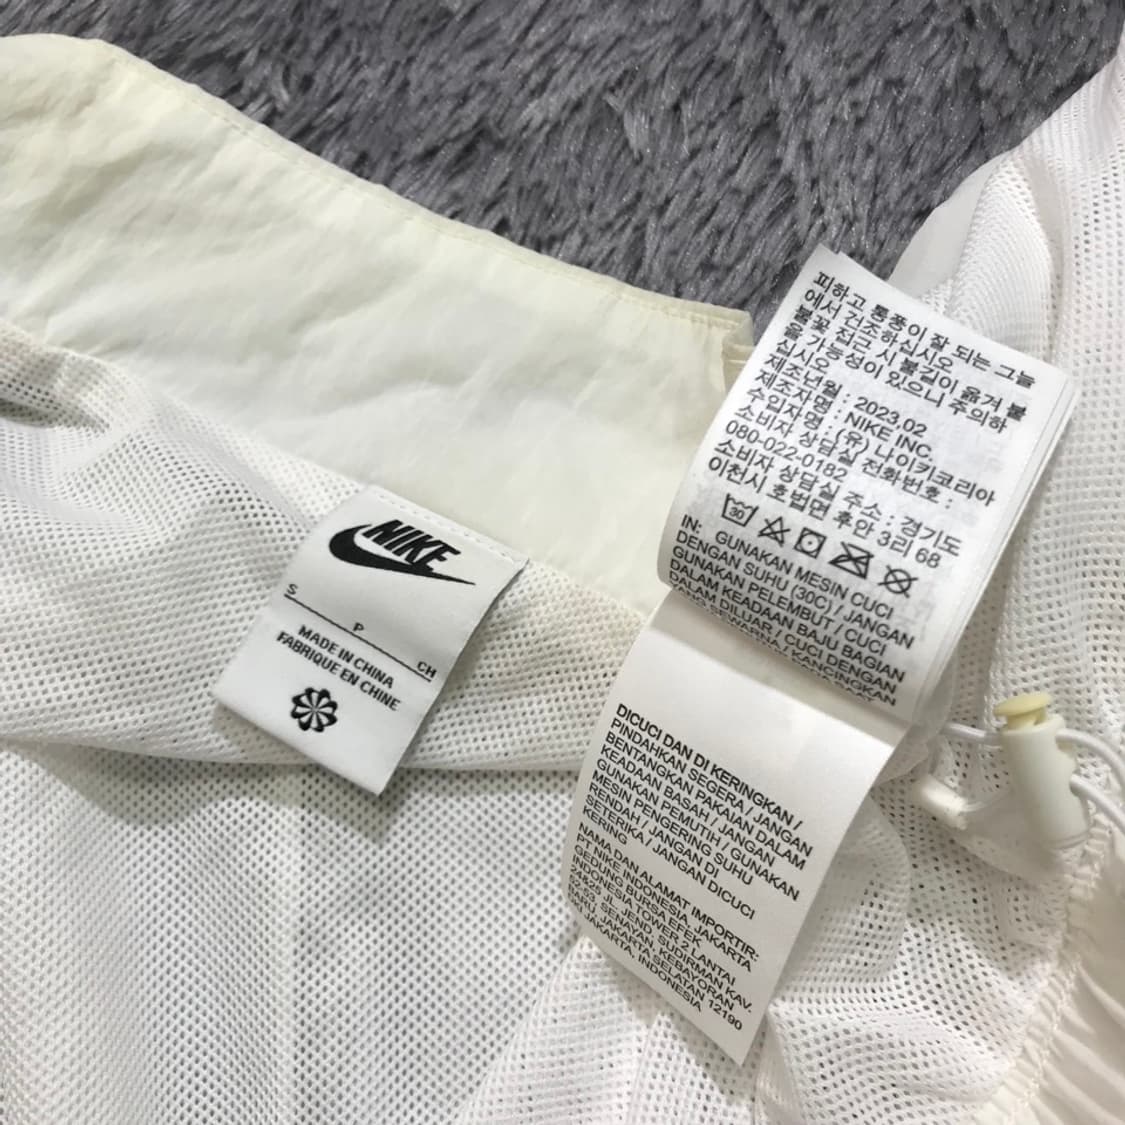 NIKE
S
P
CH
MADE IN CHINA
FABRIQUE EN CHINE
피하고 통풍이 잘 되는 그늘
에서 건조하십시오
불꽃 접근 시 불길이 옮겨 붙
을 가능성이 있으니 주의하
십시오
제조년월 : 2023.02
제조자명 : NIKE INC.
수입자명 : (유) 나이키코리아
소비자 상담실 전화번호 :
080-022-0182
소비자 상담실 주소 : 경기도
이천시 호법면 후안 3리 68
30
IN: GUNAKAN MESIN CUCI
DENGAN SUHU (30C) / JANGAN
GUNAKAN PELEMBUT / CUCI
DALAM KEADAAN BAJU BAGIAN
DALAM DILUAR / CUCI DENGAN
YANG SEWARNA / KANCINGKAN
DICUCI DAN DI KERINGKAN /
PINDAHKAN SEGERA / JANGAN
BENTANGKAN PAKAIAN DALAM
KEADAAN BASAH / JANGAN
GUNAKAN PEMUTIH / GUNAKAN
MESIN PENGERING SUHU
RENDAH / JANGAN DI
SETERIKA / JANGAN DICUCI
KERING
NAMA DAN ALAMAT IMPORTIR:
PT NIKE INDONESIA, JAKARTA
GEDUNG BURSA EFEK
INDONESIA TOWER 2 LANTAI
24&25 JL. JEND. SUDIRMAN KAV.
52-53, SENAYAN, KEBAYORAN
BARU, JAKARTA SELATAN 12190
JAKARTA, INDONESIA